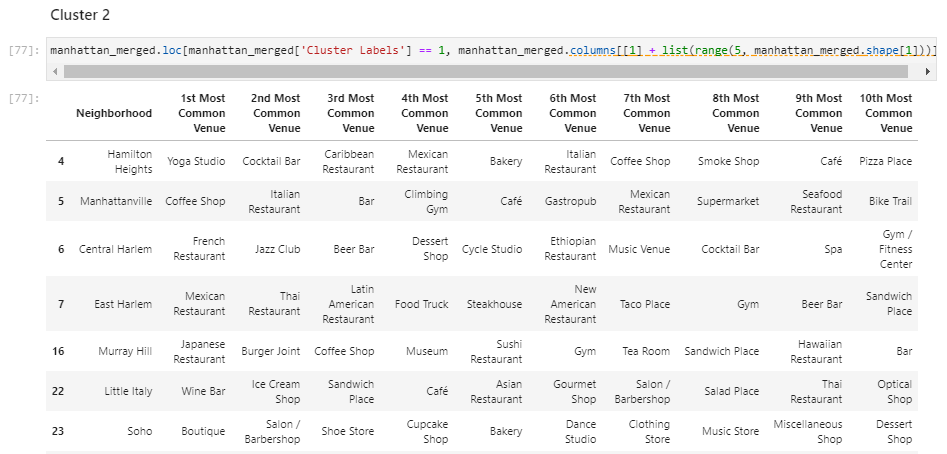 Cluster 2
[77]: manhattan_merged.loc[manhattan_merged['Cluster Labels'] == 1, manhattan_merged.columns[[1] + list(range(5, manhattan_merged.shape[1]))]
[77]:
Neighborhood 1st Most Common Venue 2nd Most Common Venue 3rd Most Common Venue 4th Most Common Venue 5th Most Common Venue 6th Most Common Venue 7th Most Common Venue 8th Most Common Venue 9th Most Common Venue 10th Most Common Venue
4 Hamilton Heights Yoga Studio Cocktail Bar Caribbean Restaurant Mexican Restaurant Bakery Italian Restaurant Coffee Shop Smoke Shop Café Pizza Place
5 Manhattanville Coffee Shop Italian Restaurant Bar Climbing Gym Café Gastropub Mexican Restaurant Supermarket Seafood Restaurant Bike Trail
6 Central Harlem French Restaurant Jazz Club Beer Bar Dessert Shop Cycle Studio Ethiopian Restaurant Music Venue Cocktail Bar Spa Gym / Fitness Center
7 East Harlem Mexican Restaurant Thai Restaurant Latin American Restaurant Food Truck Steakhouse New American Restaurant Taco Place Gym Beer Bar Sandwich Place
16 Murray Hill Japanese Restaurant Burger Joint Coffee Shop Museum Sushi Restaurant Gym Tea Room Sandwich Place Hawaiian Restaurant Bar
22 Little Italy Wine Bar Ice Cream Shop Sandwich Place Café Asian Restaurant Gourmet Shop Salon / Barbershop Salad Place Thai Restaurant Optical Shop
23 Soho Boutique Salon / Barbershop Shoe Store Cupcake Shop Bakery Dance Studio Clothing Store Music Store Miscellaneous Shop Dessert Shop